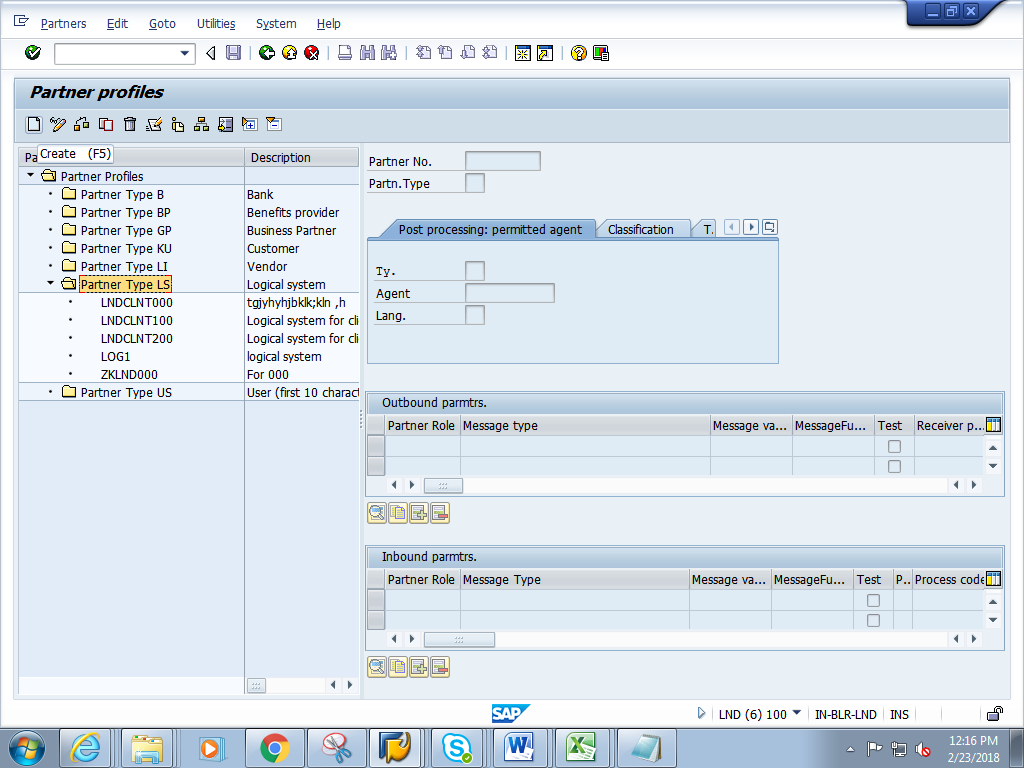 Partners Edit Goto Utilities System Help
Partner profiles
Create (F5)
Pa
Description
Partner Profiles
Partner Type B Bank
Partner Type BP Benefits provider
Partner Type GP Business Partner
Partner Type KU Customer
Partner Type LI Vendor
Partner Type LS Logical system
LNDCLNT000 tgjyhyhjbklk;kln ,h
LNDCLNT100 Logical system for cli
LNDCLNT200 Logical system for cli
LOG1 logical system
ZKLND000 For 000
Partner Type US User (first 10 charact
Partner No.
Partn.Type
Post processing: permitted agent Classification T.
Ty.
Agent
Lang.
Outbound parmtrs.
Partner Role Message type Message va... MessageFu... Test Receiver p...
Inbound parmtrs.
Partner Role Message Type Message va... MessageFu... Test P.. Process code
SAP
LND (6) 100 IN-BLR-LND INS
12:16 PM
2/23/2018